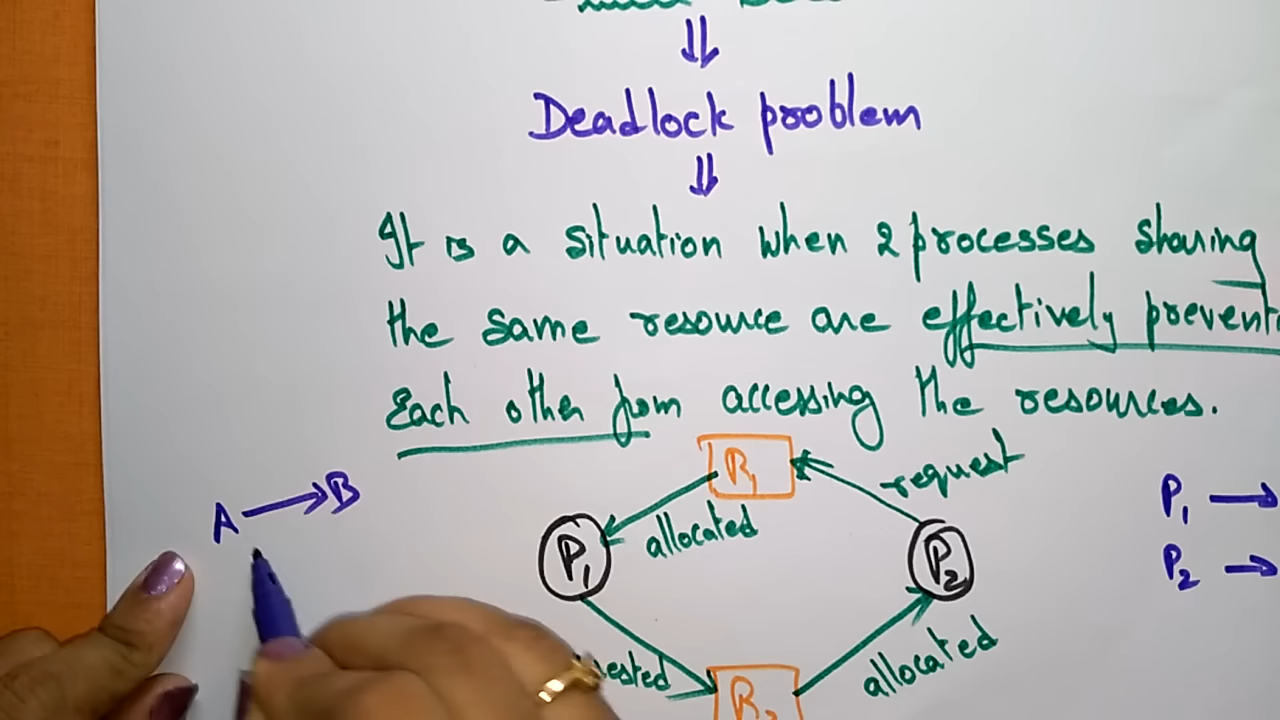 Deadlock problem
It is a situation when 2 processes sharing
the same resource are effectively prevent
Each other from accessing the resources.
R1
request
A → B
allocated
P1
P2
P1 →
P2 →
allocated
R2